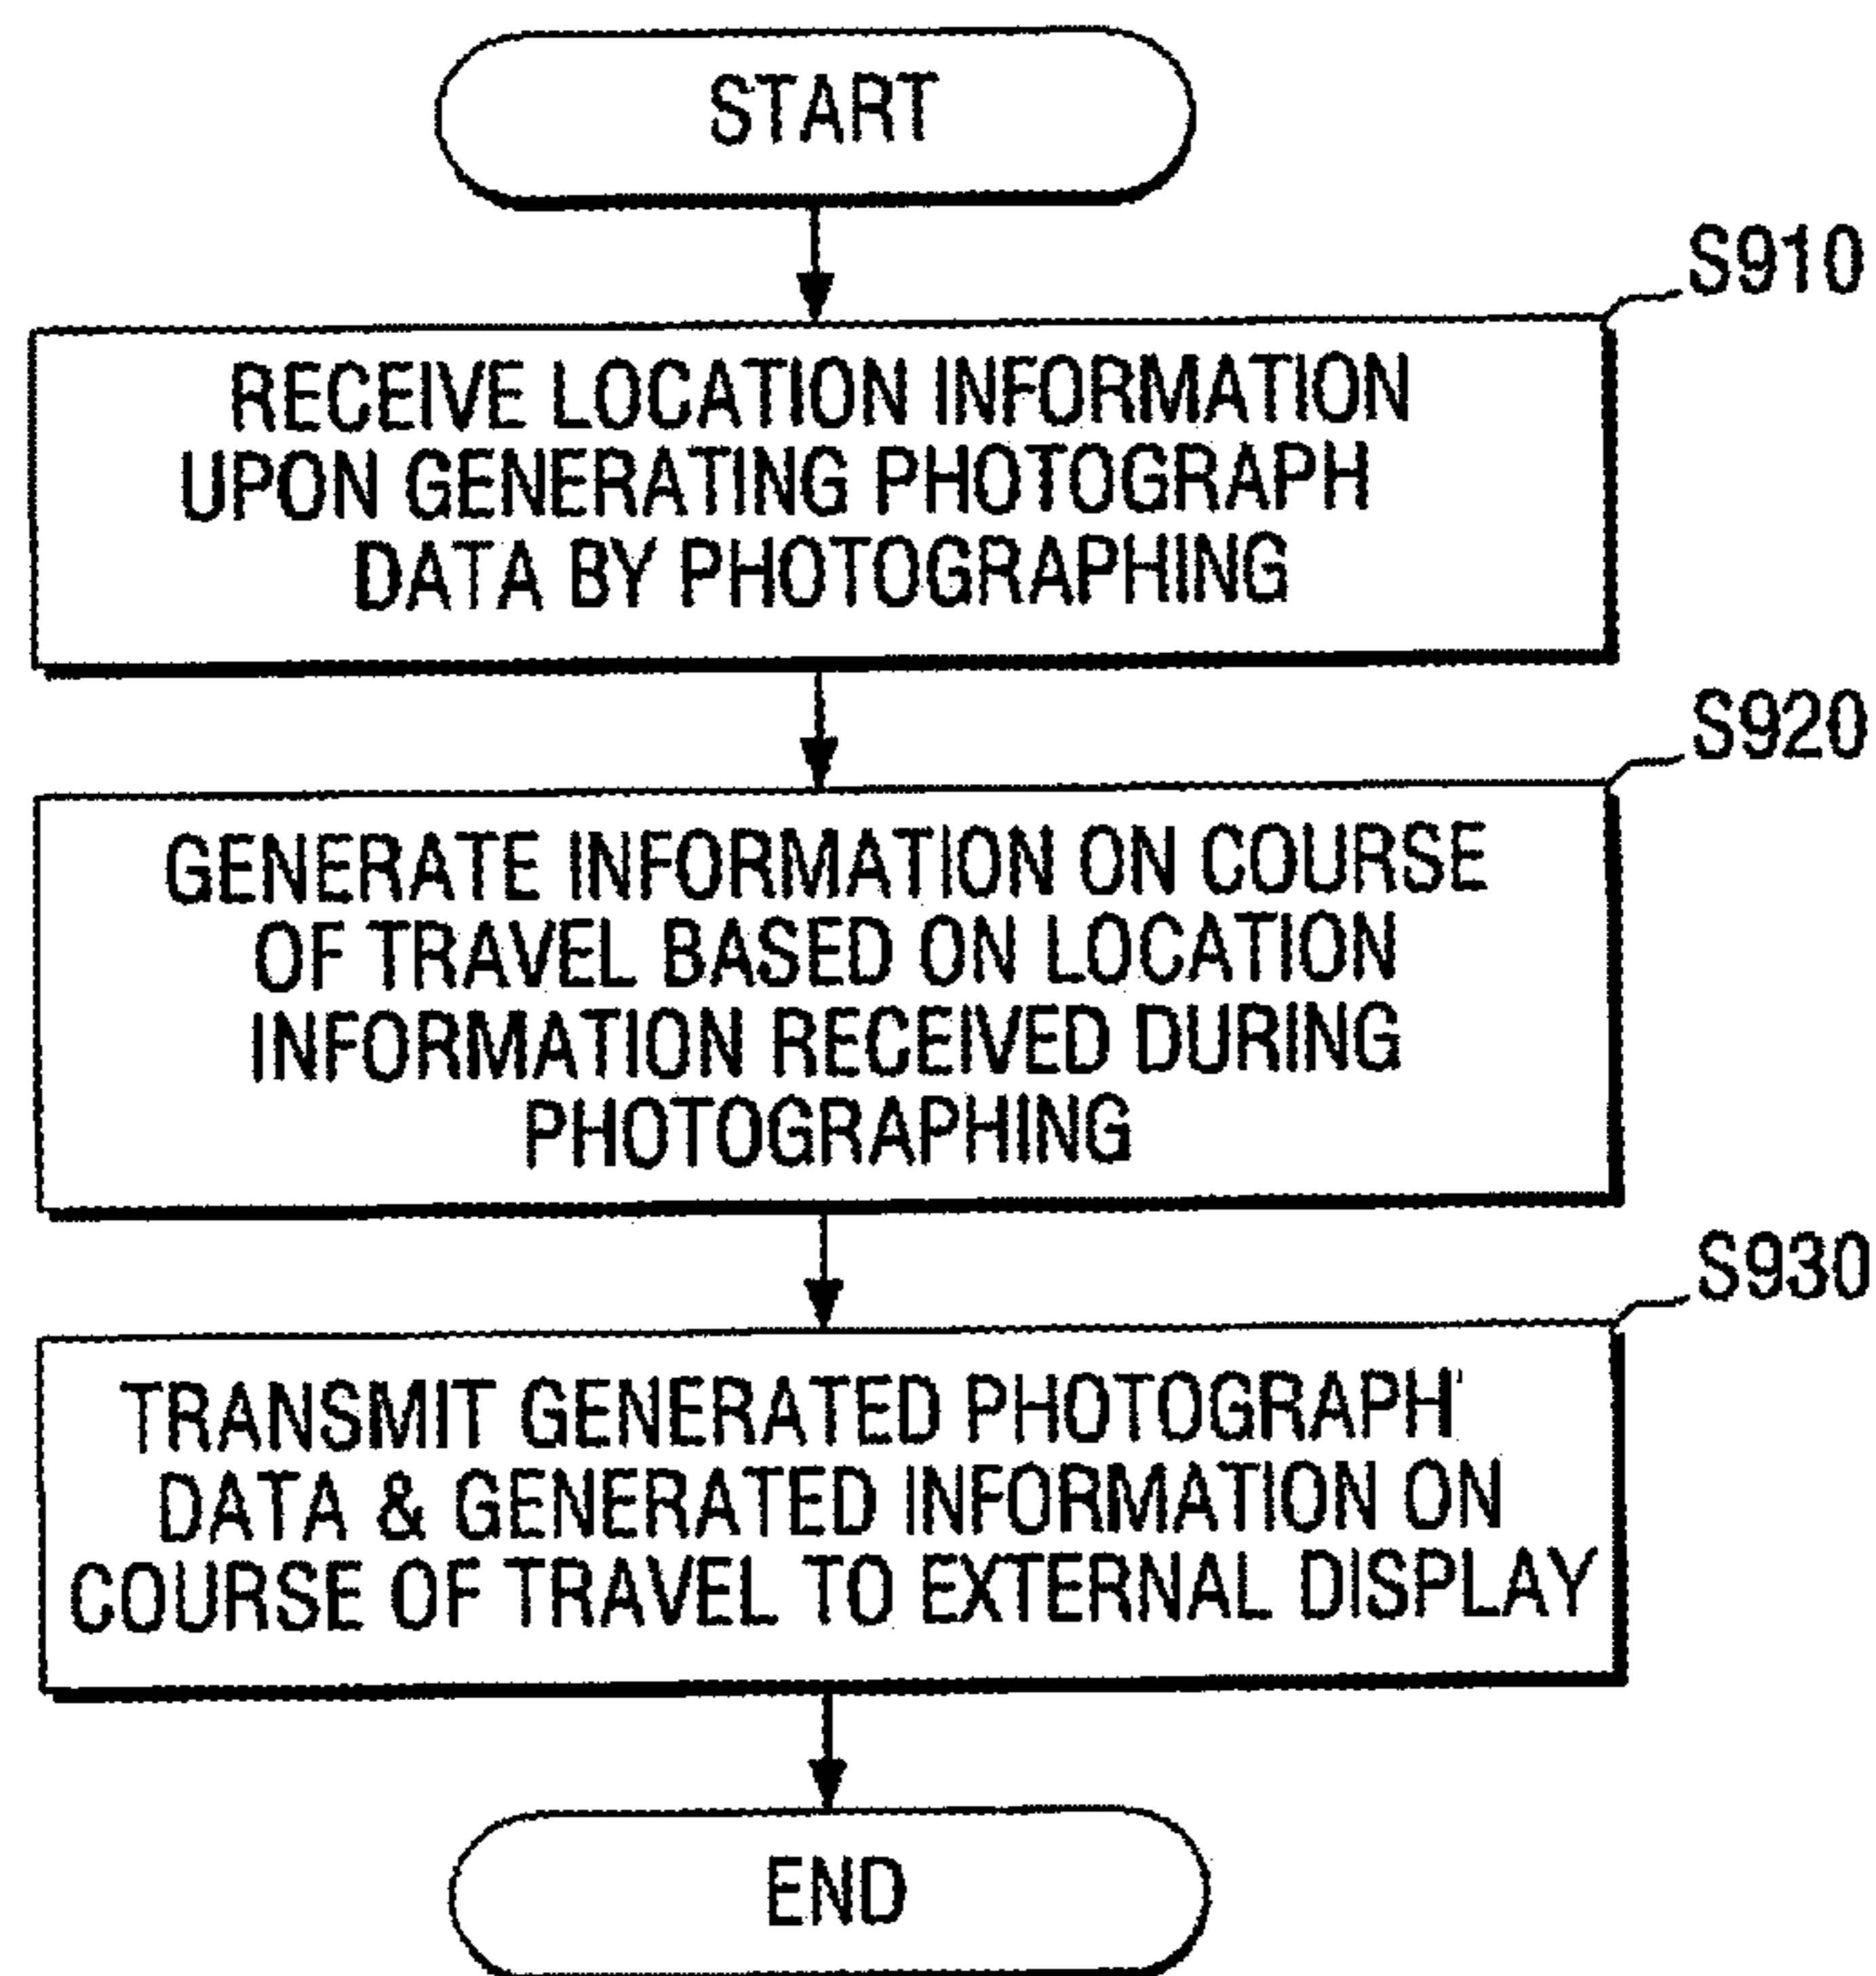 START
S910
RECEIVE LOCATION INFORMATION
UPON GENERATING PHOTOGRAPH
DATA BY PHOTOGRAPHING
S920
GENERATE INFORMATION ON COURSE
OF TRAVEL BASED ON LOCATION
INFORMATION RECEIVED DURING
PHOTOGRAPHING
S930
TRANSMIT GENERATED PHOTOGRAPH
DATA & GENERATED INFORMATION ON
COURSE OF TRAVEL TO EXTERNAL DISPLAY
END